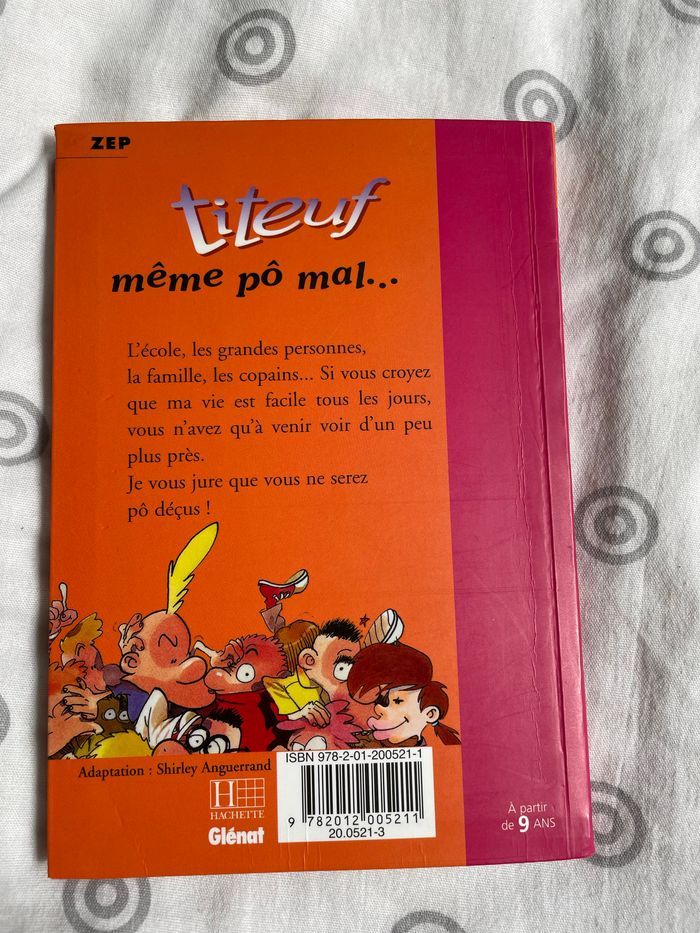 ZEP
titeuf
même pô mal...
L'école, les grandes personnes,
la famille, les copains... Si vous croyez
que ma vie est facile tous les jours,
vous n'avez qu'à venir voir d'un peu
plus près.
Je vous jure que vous ne serez
pô déçus !
Adaptation : Shirley Anguerrand
H
HACHETTE
Glénat
ISBN 978-2-01-200521-1
9 782012 005211
20.0521-3
À partir
de 9 ANS